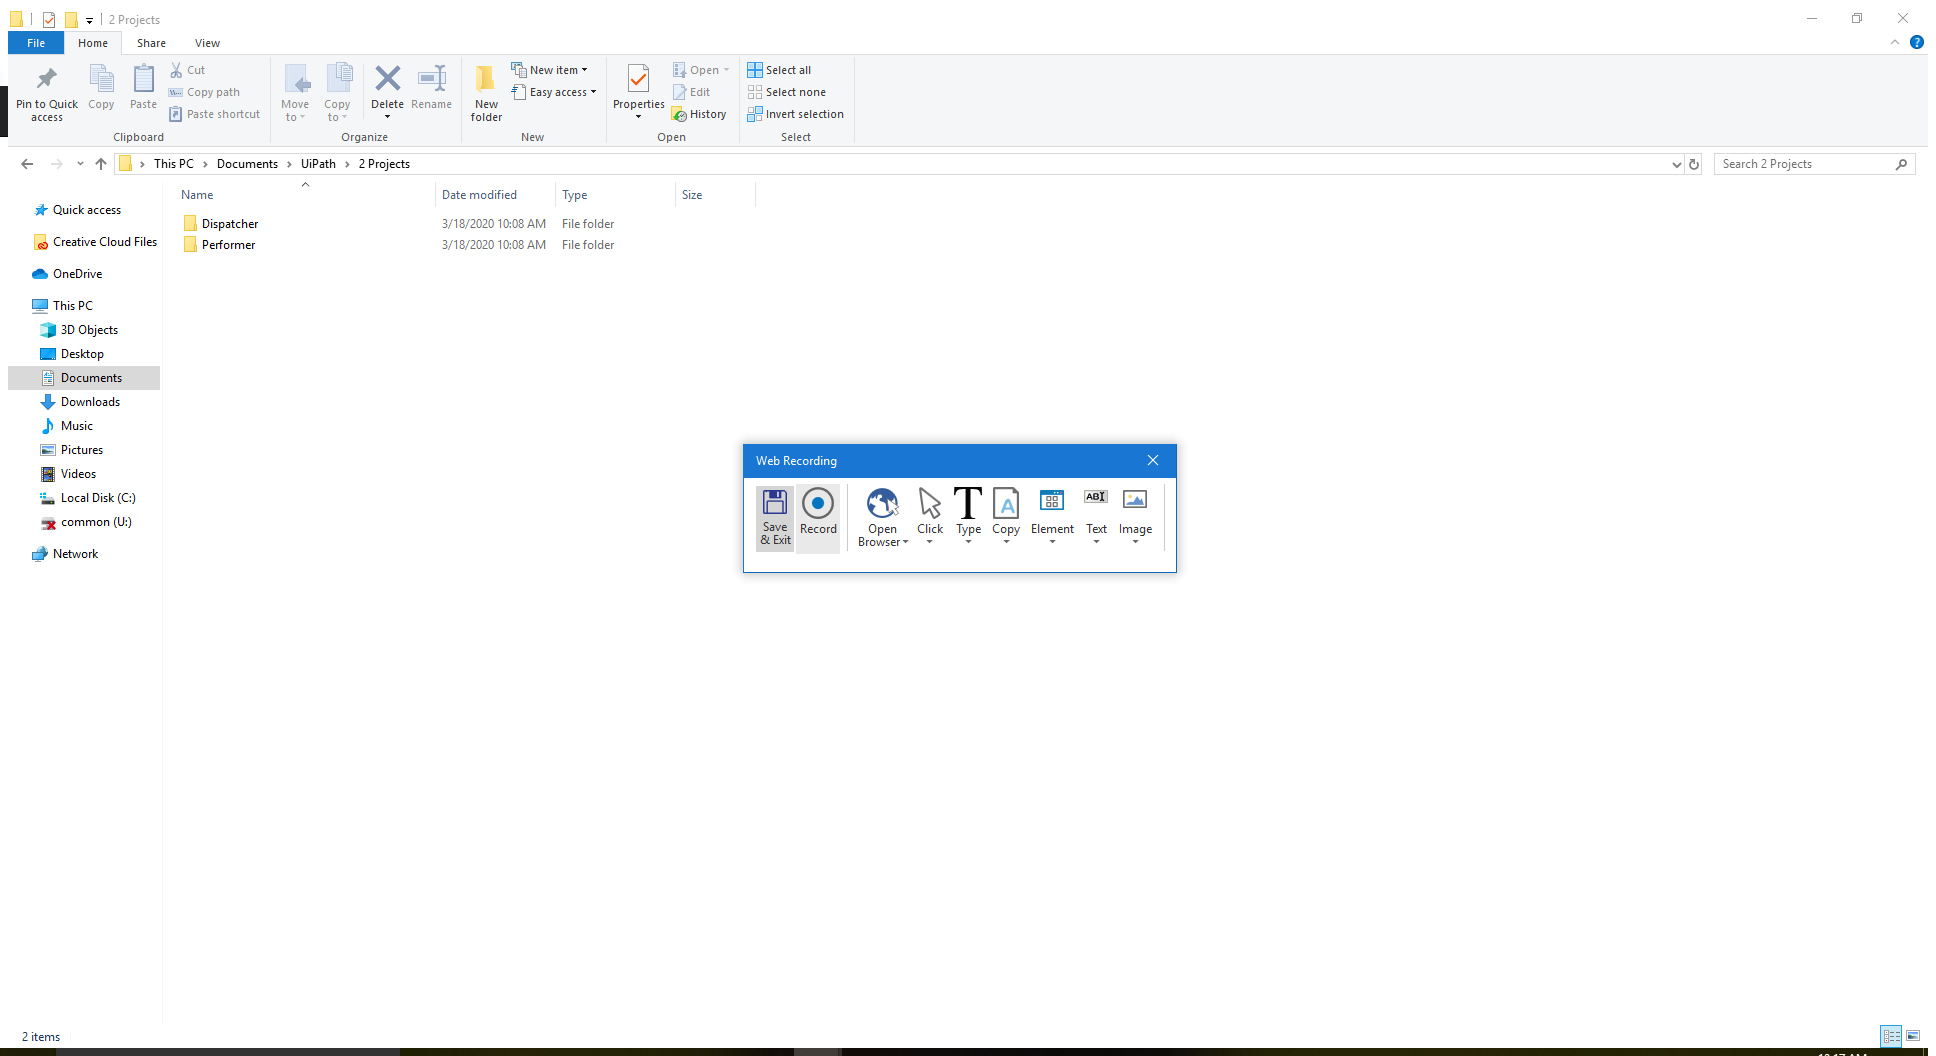 2 Projects
File Home Share View
Pin to Quick access
Copy
Paste
Cut
Copy path
Paste shortcut
Clipboard
Move to
Copy to
Delete
Rename
Organize
New folder
New item
Easy access
New
Properties
Open
Edit
History
Open
Select all
Select none
Invert selection
Select
This PC Documents UiPath 2 Projects
Search 2 Projects
Name Date modified Type Size
Dispatcher 3/18/2020 10:08 AM File folder
Performer 3/18/2020 10:08 AM File folder
Quick access
Creative Cloud Files
OneDrive
This PC
3D Objects
Desktop
Documents
Downloads
Music
Pictures
Videos
Local Disk (C:)
common (U:)
Network
Web Recording
Save & Exit
Record
Open Browser
Click
Type
Copy
Element
ABI
Text
Image
2 items